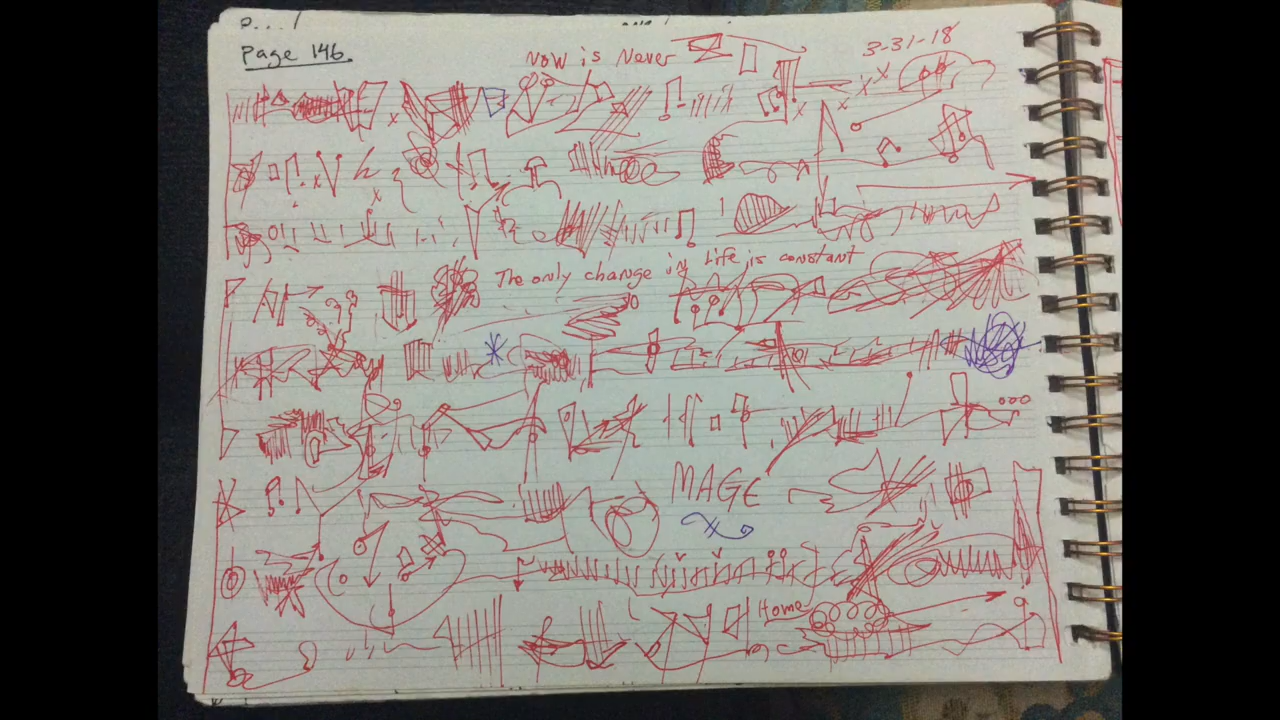 Page 146.
Now is Never
3-31-18
The only change in Life is constant
MAGE
Home